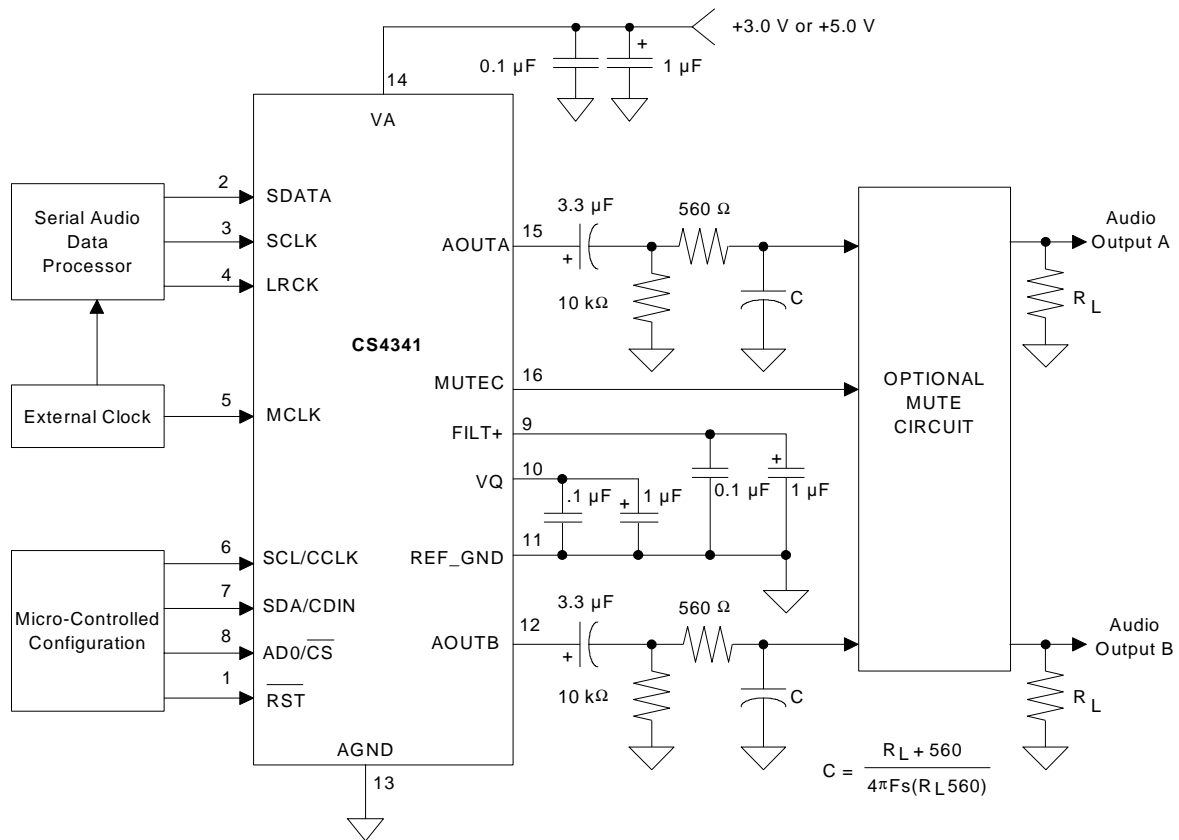 +3.0 V or +5.0 V
0.1 µF
+
1 µF
14
VA
Serial Audio
Data
Processor
2
SDATA
3
SCLK
4
LRCK
External Clock
5
MCLK
CS4341
Micro-Controlled
Configuration
6
SCL/CCLK
7
SDA/CDIN
8
AD0/C̅S̅
1
R̅S̅T̅
AGND
13
AOUTA
15
3.3 µF
+
560 Ω
10 kΩ
C
MUTEC
16
FILT+
9
0.1 µF
+
1 µF
VQ
10
.1 µF
+
1 µF
REF_GND
11
AOUTB
12
3.3 µF
+
560 Ω
10 kΩ
C
OPTIONAL
MUTE
CIRCUIT
Audio
Output A
R L
Audio
Output B
R L
C = R L + 560
4πFs(R L 560)